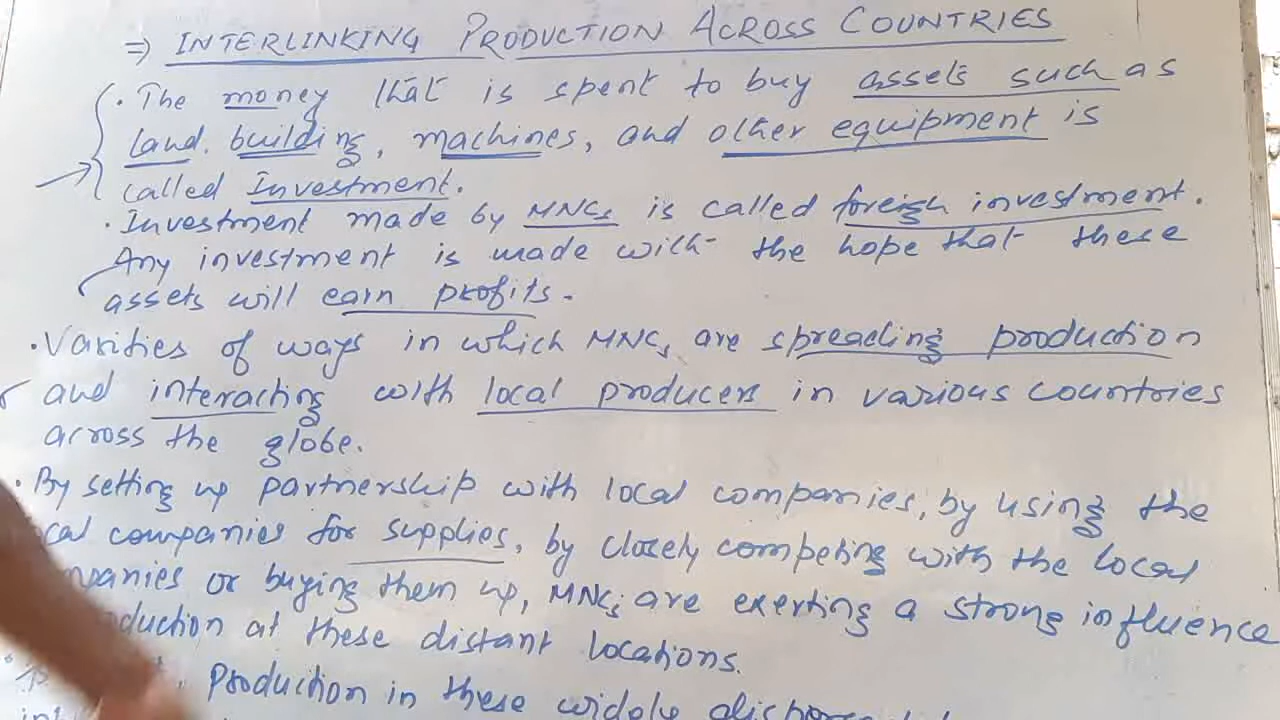 ⇒ INTERLINKING PRODUCTION ACROSS COUNTRIES
· The money that is spent to buy assets such as
land, building, machines, and other equipment is
called Investment.
· Investment made by MNCs is called foreign investment.
Any investment is made with the hope that these
assets will earn profits.
· Varities of ways in which MNCs are spreading production
and interacting with local producers in various countries
across the globe.
· By setting up partnership with local companies, by using the
companies for supplies, by closely competing with the local
or buying them up, MNCs are exerting a strong influence
at these distant locations.
production in these widely